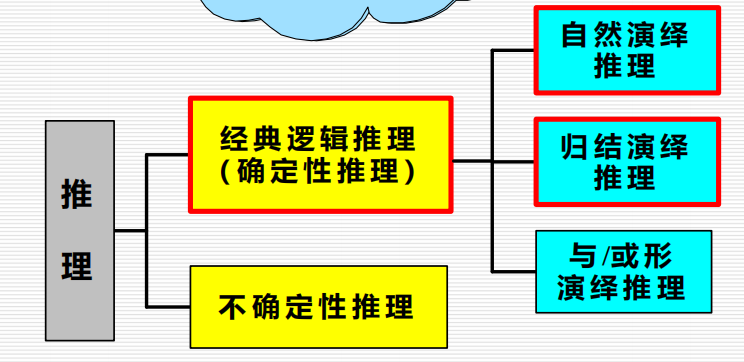 推
理
经典逻辑推理
(确定性推理)
不确定性推理
自然演绎
推理
归结演绎
推理
与/或形
演绎推理